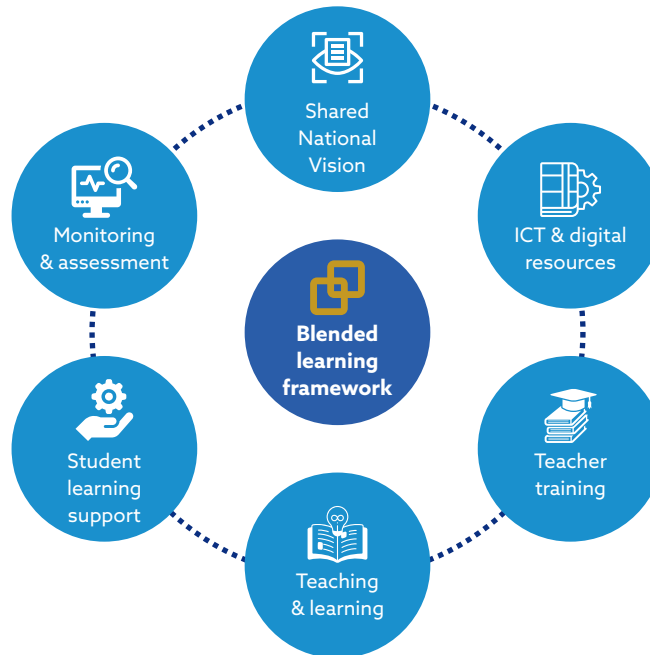 Shared
National
Vision
ICT & digital
resources
Teacher
training
Teaching
& learning
Student
learning
support
Monitoring
& assessment
Blended
learning
framework